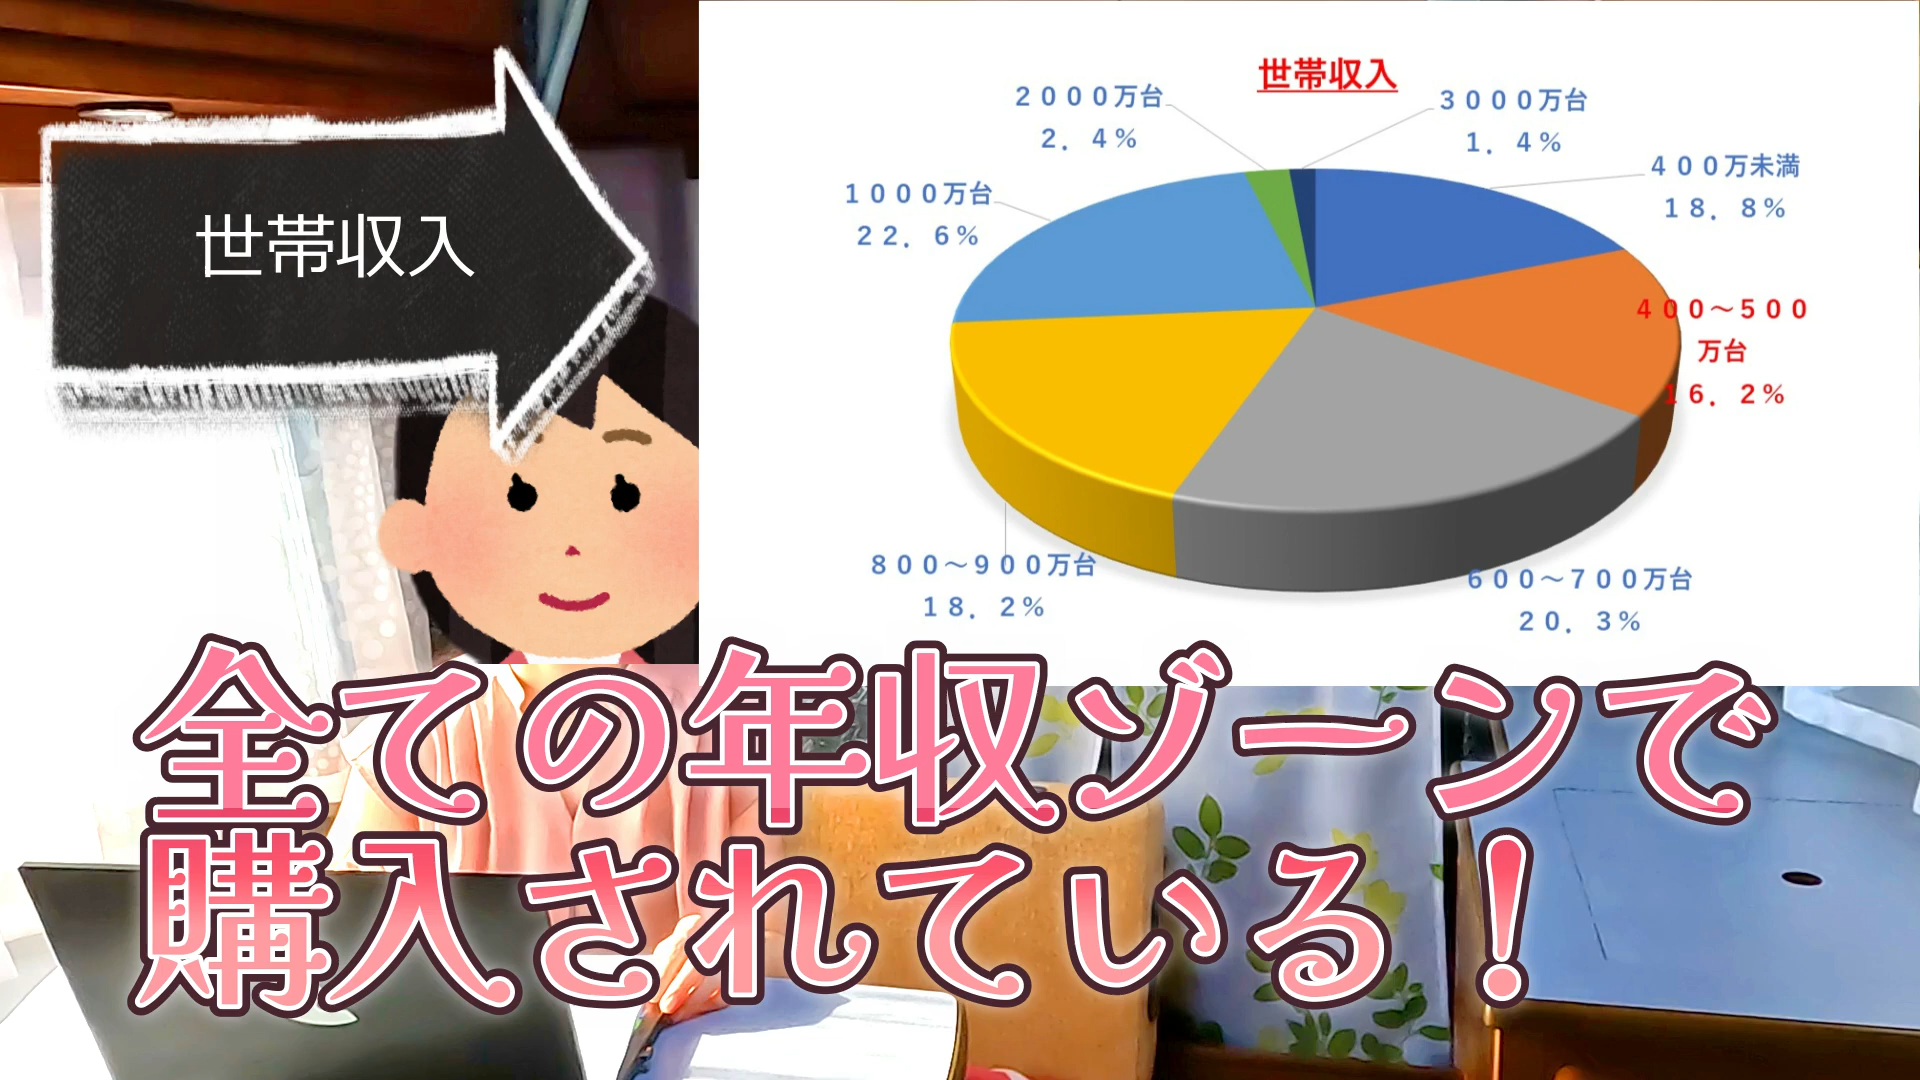 世帯収入
世帯収入
２０００万台
２．４％
３０００万台
１．４％
４００万未満
１８．８％
１０００万台
２２．６％
４００～５００
万台
１６．２％
８００～９００万台
１８．２％
６００～７００万台
２０．３％
全ての年収ゾーンで
購入されている！